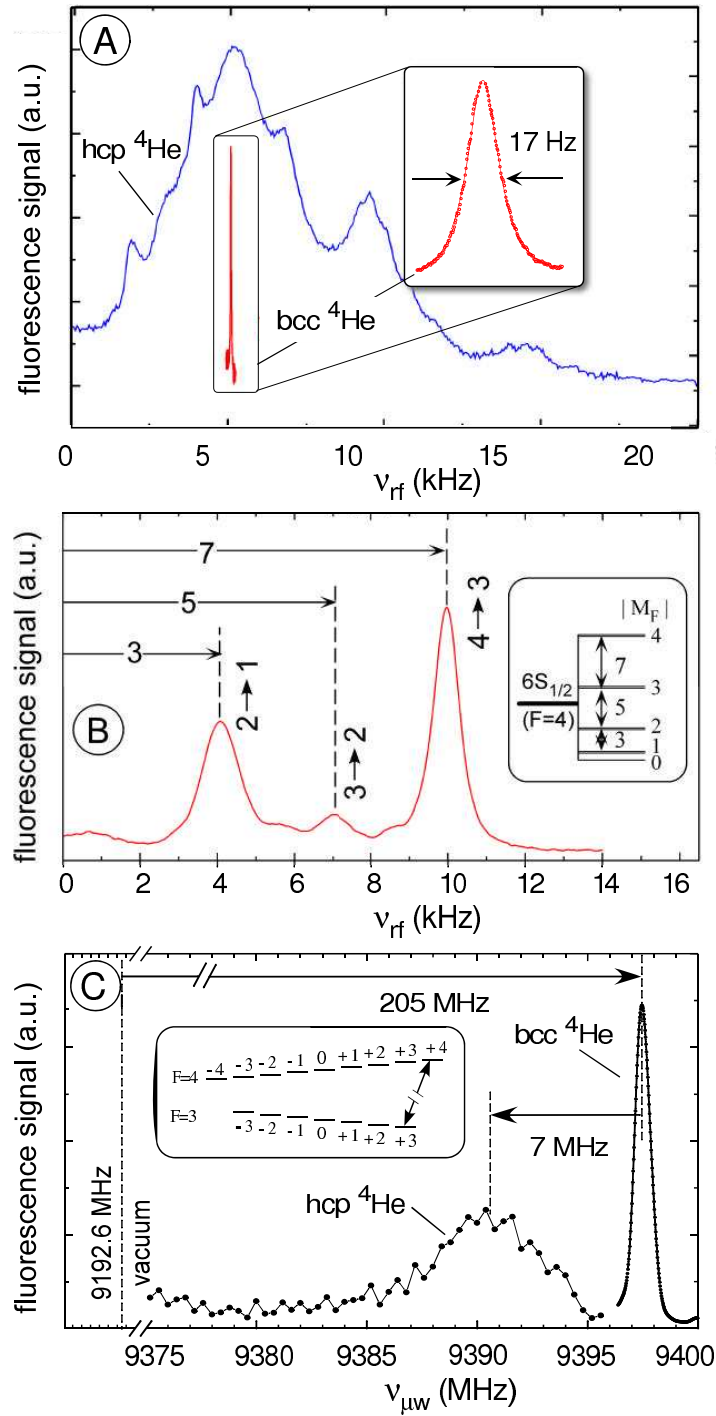 A
fluorescence signal (a.u.)
hcp ⁴He
17 Hz
bcc ⁴He
0 5 10 15 20
ν_rf (kHz)
B
fluorescence signal (a.u.)
7
5
3
2→1
3→2
4→3
|M_F|
4
7
6S_1/2
3
(F=4)
5
2
3
1
0
0 2 4 6 8 10 12 14 16
ν_rf (kHz)
C
fluorescence signal (a.u.)
205 MHz
bcc ⁴He
F=4 -4 -3 -2 -1 0 +1 +2 +3 +4
F=3 -3 -2 -1 0 +1 +2 +3
7 MHz
hcp ⁴He
9192.6 MHz
vacuum
9375 9380 9385 9390 9395 9400
ν_μw (MHz)